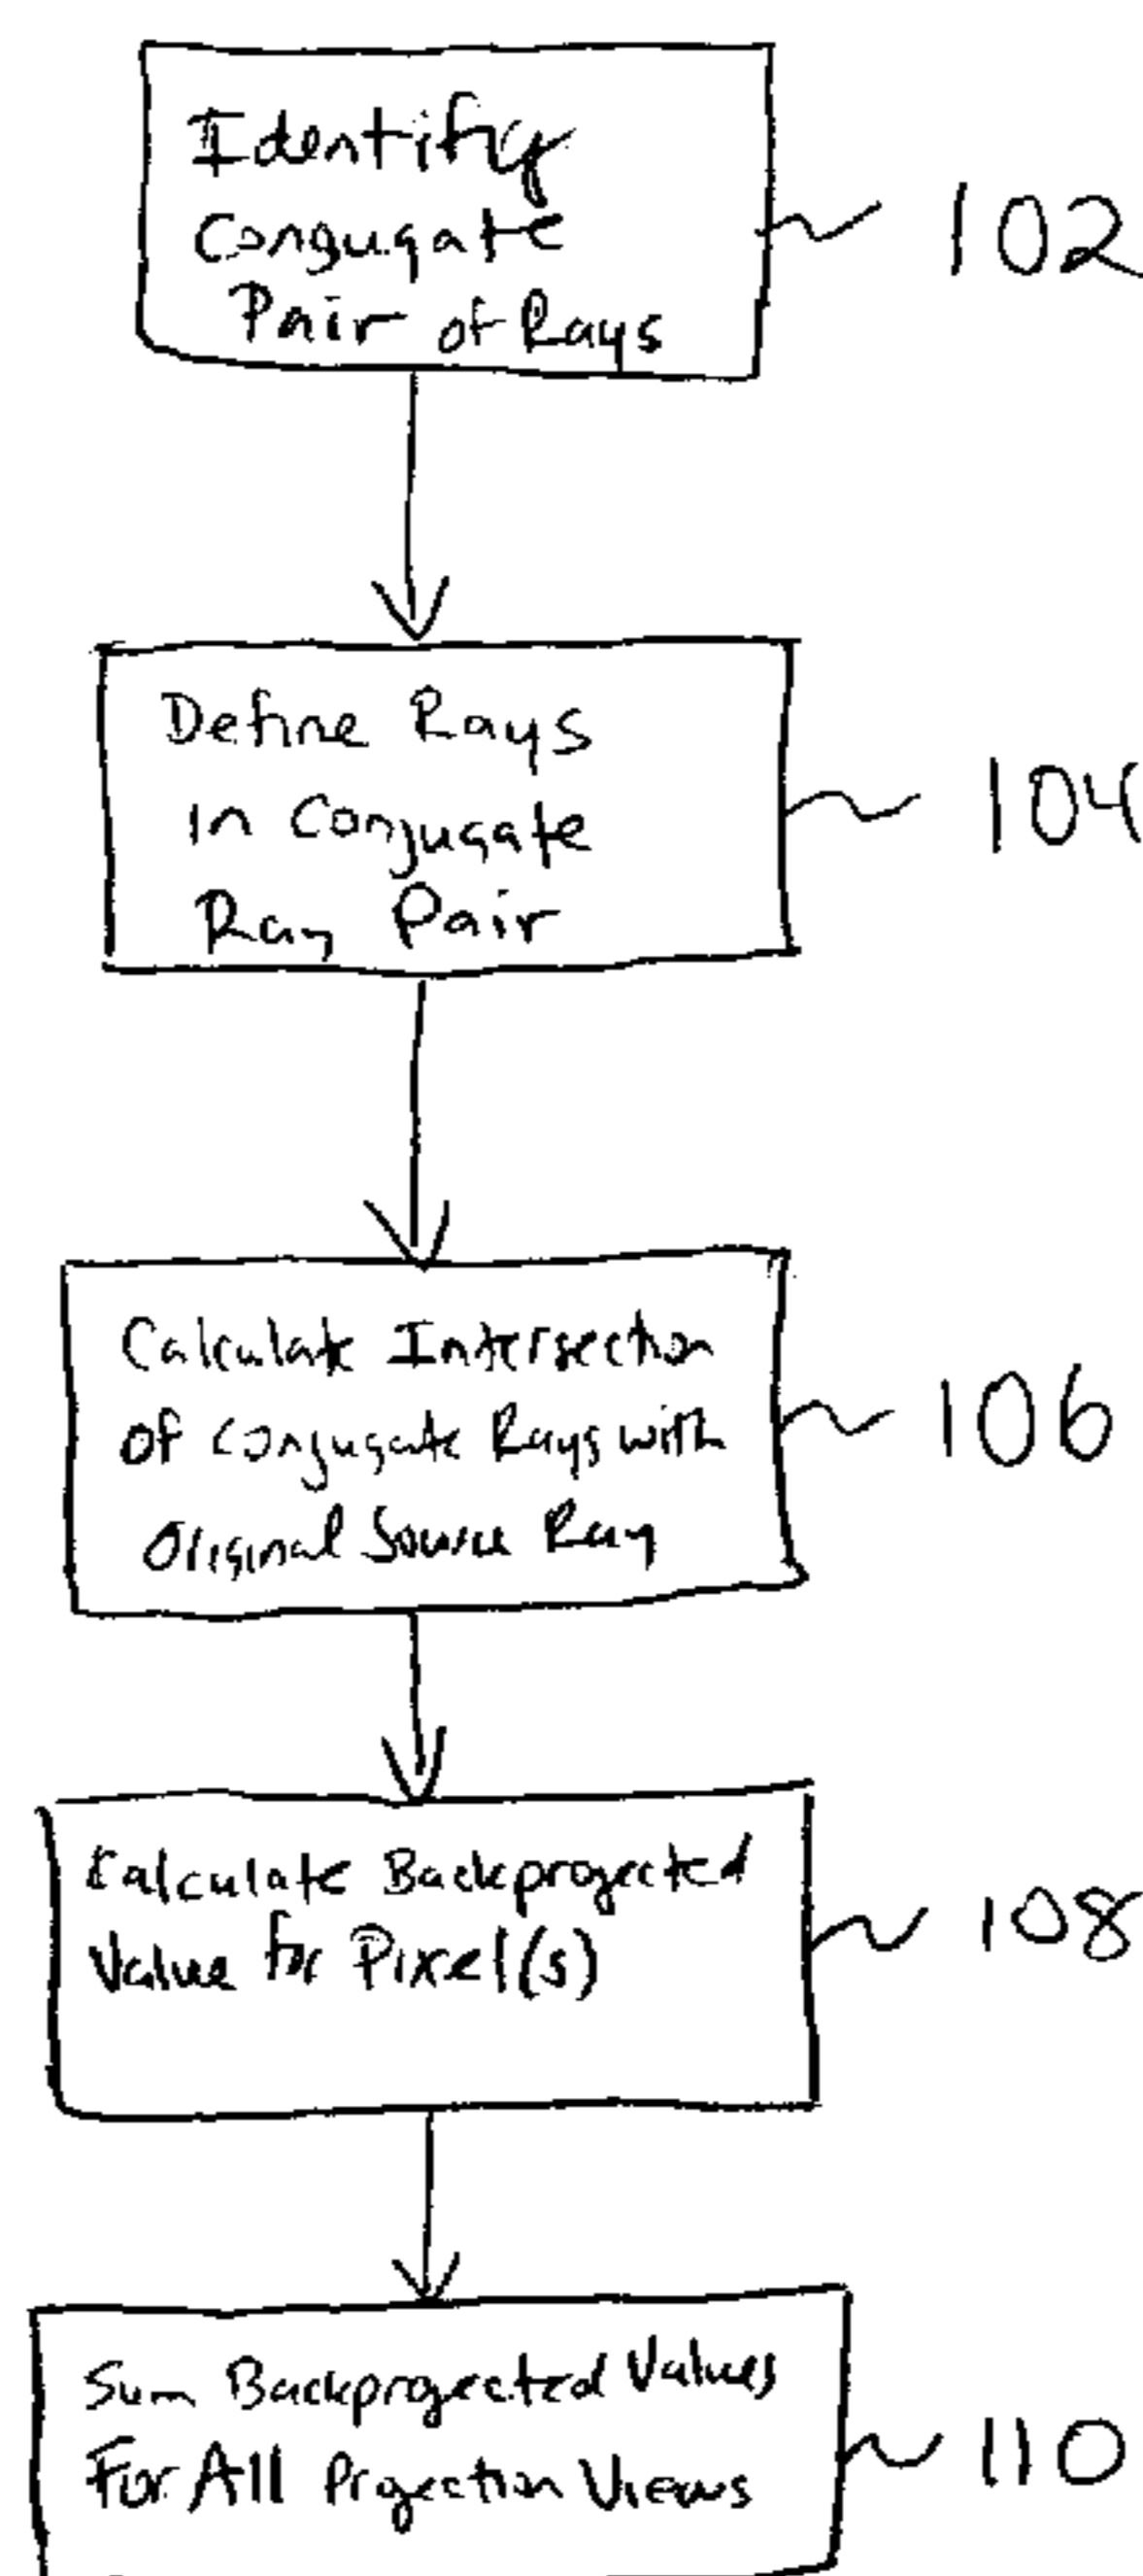 Identify
Conjugate
Pair of Rays
102
Define Rays
in Conjugate
Ray Pair
104
Calculate Intersection
of Conjugate Rays with
Original Source Ray
106
Calculate Backprojected
Value for Pixel(s)
108
Sum Backprojected Values
For All Projection Views
110